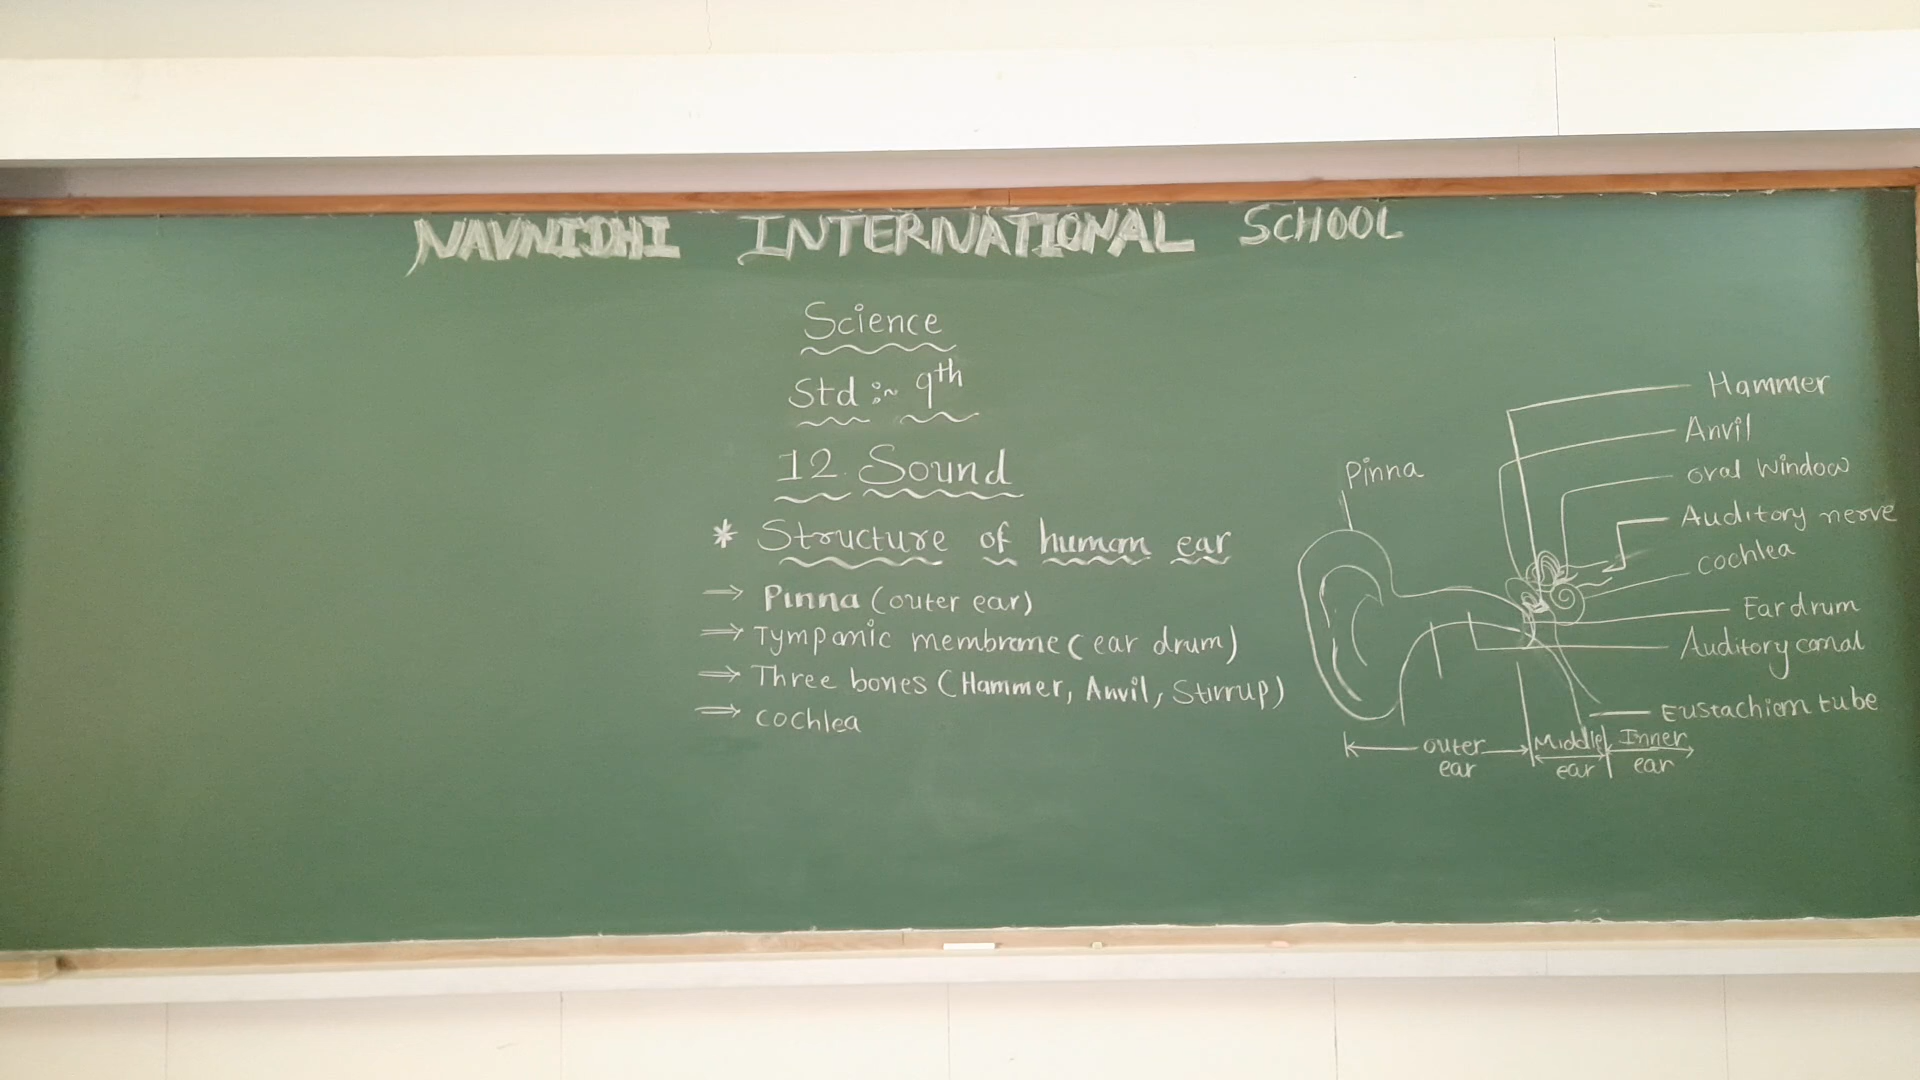 NAVNIDHI INTERNATIONAL SCHOOL
Science
Std :~ 9th
12. Sound
* Structure of human ear
→ Pinna (outer ear)
⇒ Tympanic membrane (ear drum)
⇒ Three bones (Hammer, Anvil, Stirrup)
⇒ cochlea
Pinna
Hammer
Anvil
oval window
Auditory nerve
cochlea
Ear drum
Auditory canal
Eustachian tube
outer ear
Middle ear
Inner ear